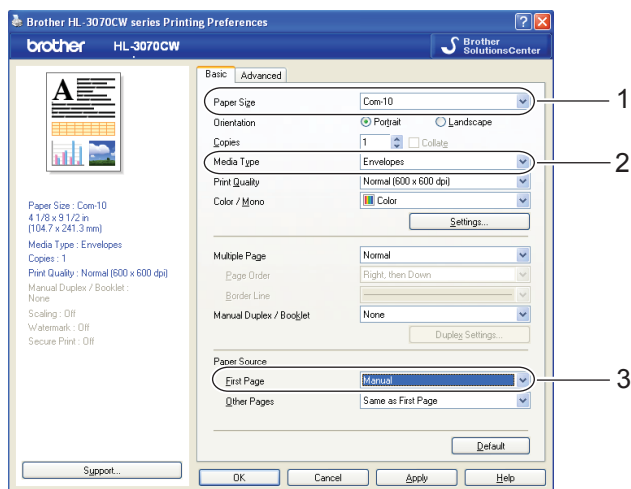 Brother HL-3070CW series Printing Preferences
brother HL-3070CW
Brother
SolutionsCenter
Basic Advanced
Paper Size Com-10 1
Orientation Portrait Landscape
Copies 1 Collate
Media Type Envelopes 2
Print Quality Normal (600 x 600 dpi)
Color / Mono Color
Settings...
Multiple Page Normal
Page Order Right, then Down
Border Line
Manual Duplex / Booklet None
Duplex Settings...
Paper Source
First Page Manual 3
Other Pages Same as First Page
Default
A
Paper Size : Com-10
4 1/8 x 9 1/2 in
(104.7 x 241.3 mm)
Media Type : Envelopes
Copies : 1
Print Quality : Normal (600 x 600 dpi)
Manual Duplex / Booklet :
None
Scaling : Off
Watermark : Off
Secure Print : Off
Support...
OK Cancel Apply Help